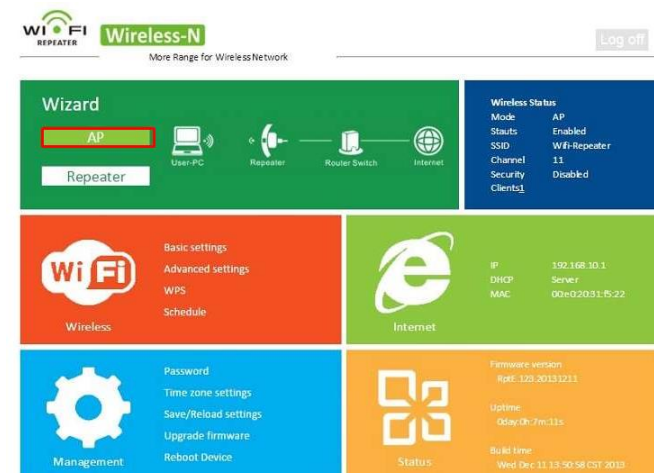 WI FI
REPEATER
Wireless-N
More Range for Wireless Network
Log off
Wizard
AP
Repeater
User-PC
Repeater
Router Switch
Internet
Wireless Status
Mode AP
Stauts Enabled
SSID Wifi-Repeater
Channel 11
Security Disabled
Clients1
Wi Fi
Wireless
Basic settings
Advanced settings
WPS
Schedule
Internet
IP 192.168.10.1
DHCP Server
MAC 00:e0:20:31:f5:22
Management
Password
Time zone settings
Save/Reload settings
Upgrade firmware
Reboot Device
Status
Firmware version
RptE.123.20131211
Uptime
0day:0h:7m:11s
Build time
Wed Dec 11 13:50:58 CST 2013